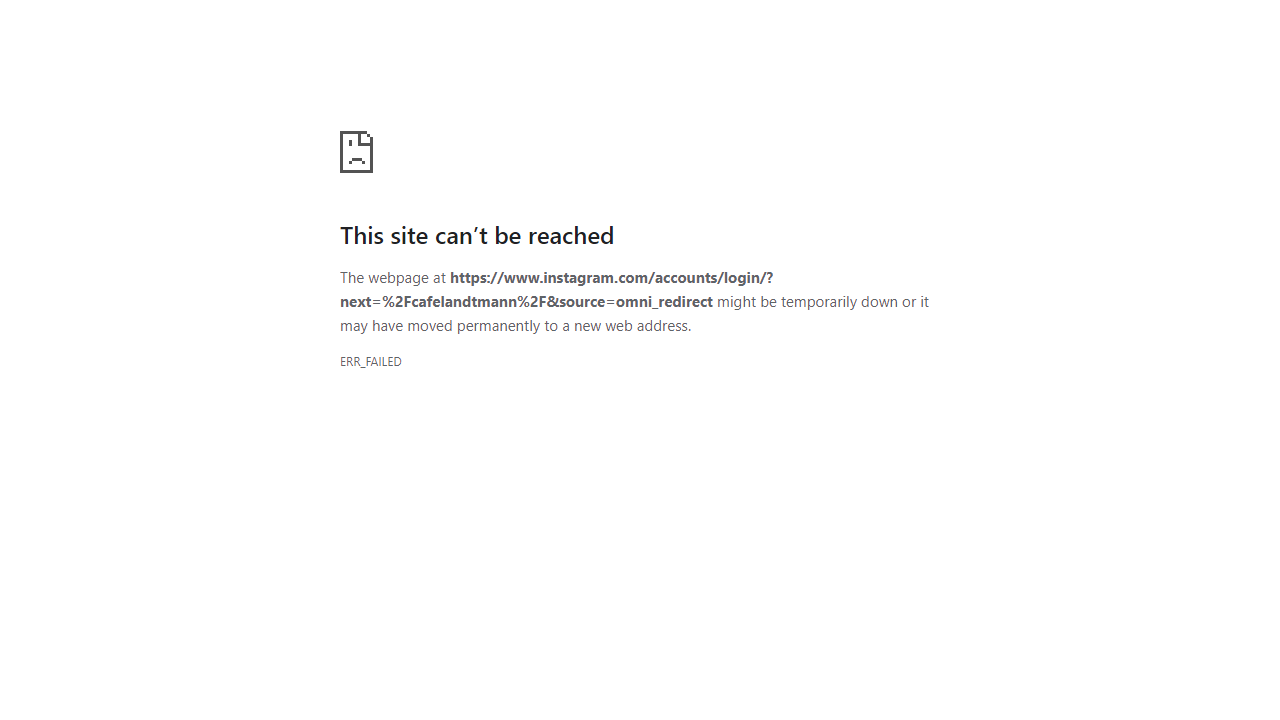 This site can’t be reached
The webpage at https://www.instagram.com/accounts/login/?
next=%2Fcafelandtmann%2F&source=omni_redirect might be temporarily down or it
may have moved permanently to a new web address.
ERR_FAILED